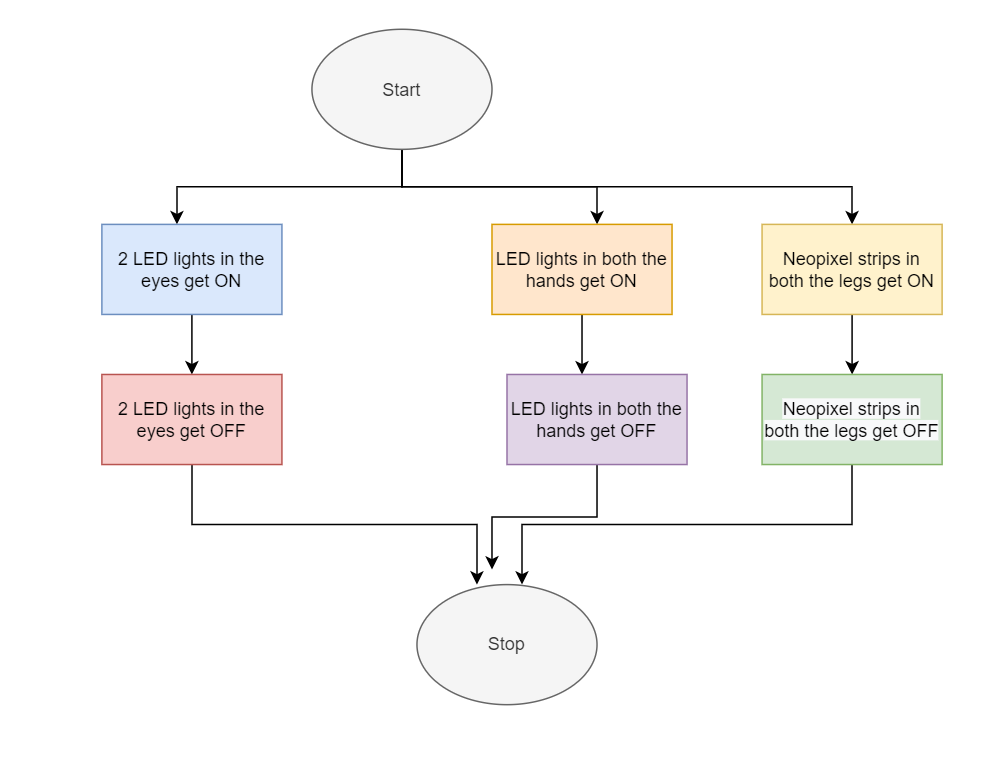 Start
2 LED lights in the
eyes get ON
LED lights in both the
hands get ON
Neopixel strips in
both the legs get ON
2 LED lights in the
eyes get OFF
LED lights in both the
hands get OFF
Neopixel strips in
both the legs get OFF
Stop